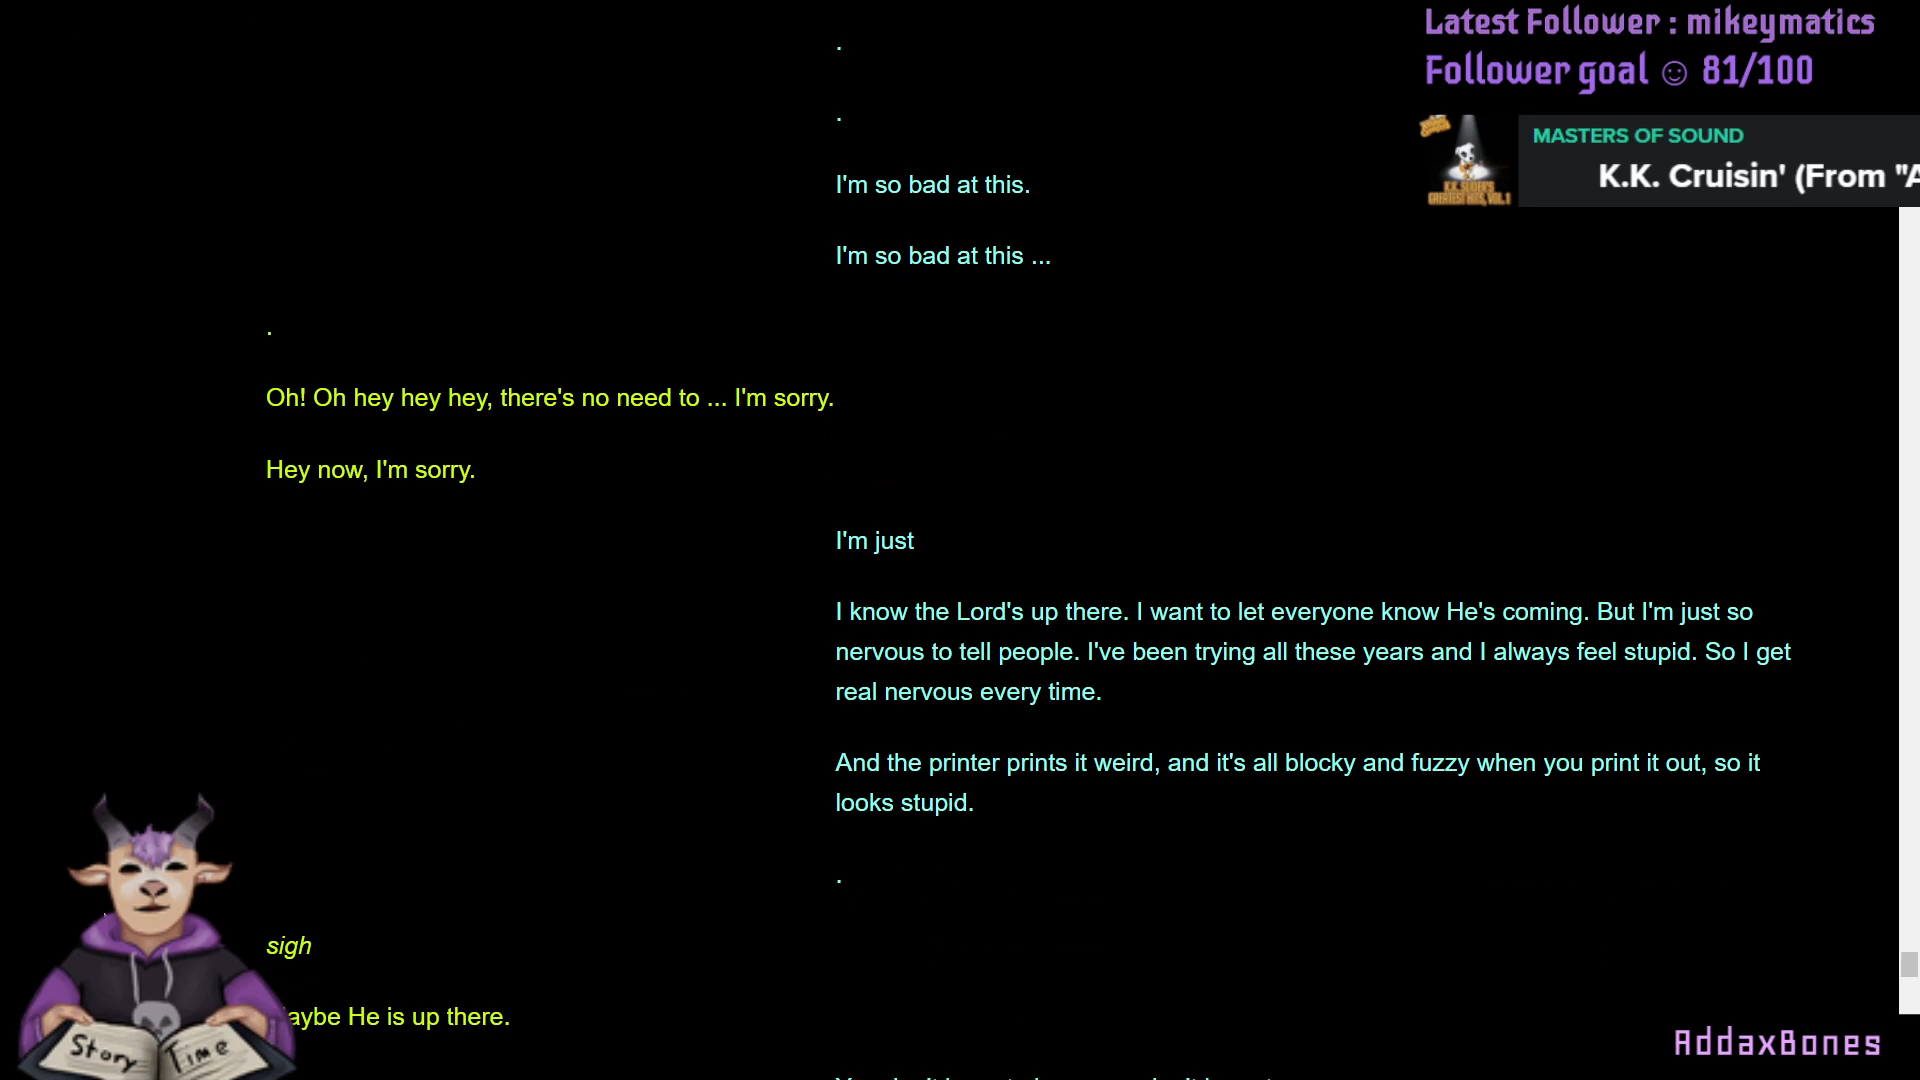 Latest Follower : mikeymatics
Follower goal ☺ 81/100
MASTERS OF SOUND
K.K. Cruisin' (From "A
K.K. SLIDER'S
GREATEST HITS, VOL. 1
.
.
I'm so bad at this.
I'm so bad at this ...
.
Oh! Oh hey hey hey, there's no need to ... I'm sorry.
Hey now, I'm sorry.
I'm just
I know the Lord's up there. I want to let everyone know He's coming. But I'm just so
nervous to tell people. I've been trying all these years and I always feel stupid. So I get
real nervous every time.
And the printer prints it weird, and it's all blocky and fuzzy when you print it out, so it
looks stupid.
.
sigh
aybe He is up there.
Story Time
AddaxBones